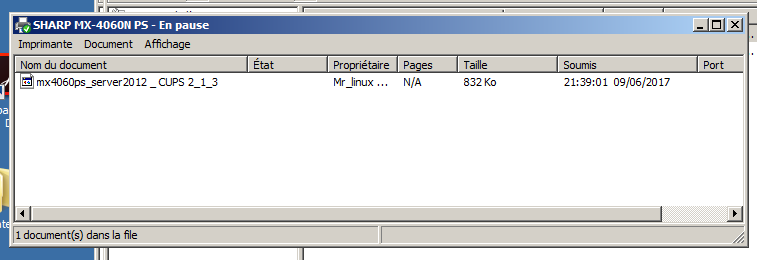 SHARP MX-4060N PS - En pause
Imprimante Document Affichage
Nom du document État Propriétaire Pages Taille Soumis Port
mx4060ps_server2012 _ CUPS 2_1_3 Mr_linux ... N/A 832 Ko 21:39:01 09/06/2017
1 document(s) dans la file